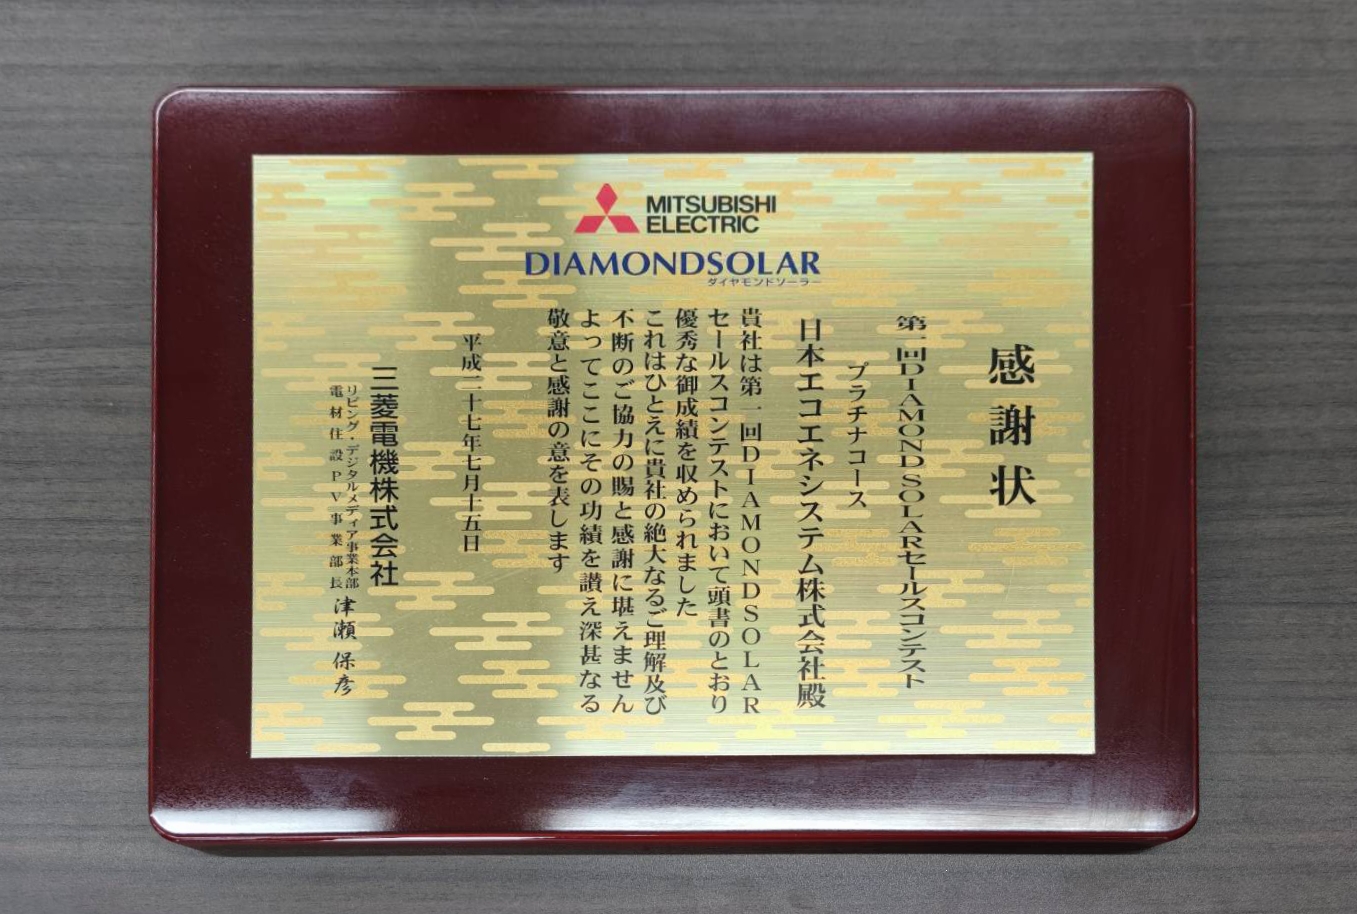 MITSUBISHI
ELECTRIC
DIAMONDSOLAR
ダイヤモンドソーラー
感謝状
第一回DIAMOND SOLARセールスコンテスト
プラチナコース
日本エコエネシステム株式会社殿
貴社は第一回DIAMONDSOLAR
セールスコンテストにおいて頭書のとおり
優秀な御成績を収められました
これはひとえに貴社の絶大なるご理解及び
不断のご協力の賜と感謝に堪えません
よってここにその功績を讃え深甚なる
敬意と感謝の意を表します
平成二十七年七月十五日
三菱電機株式会社
リビング・デジタルメディア事業本部
電材住設PV事業部長 津瀬 保彦